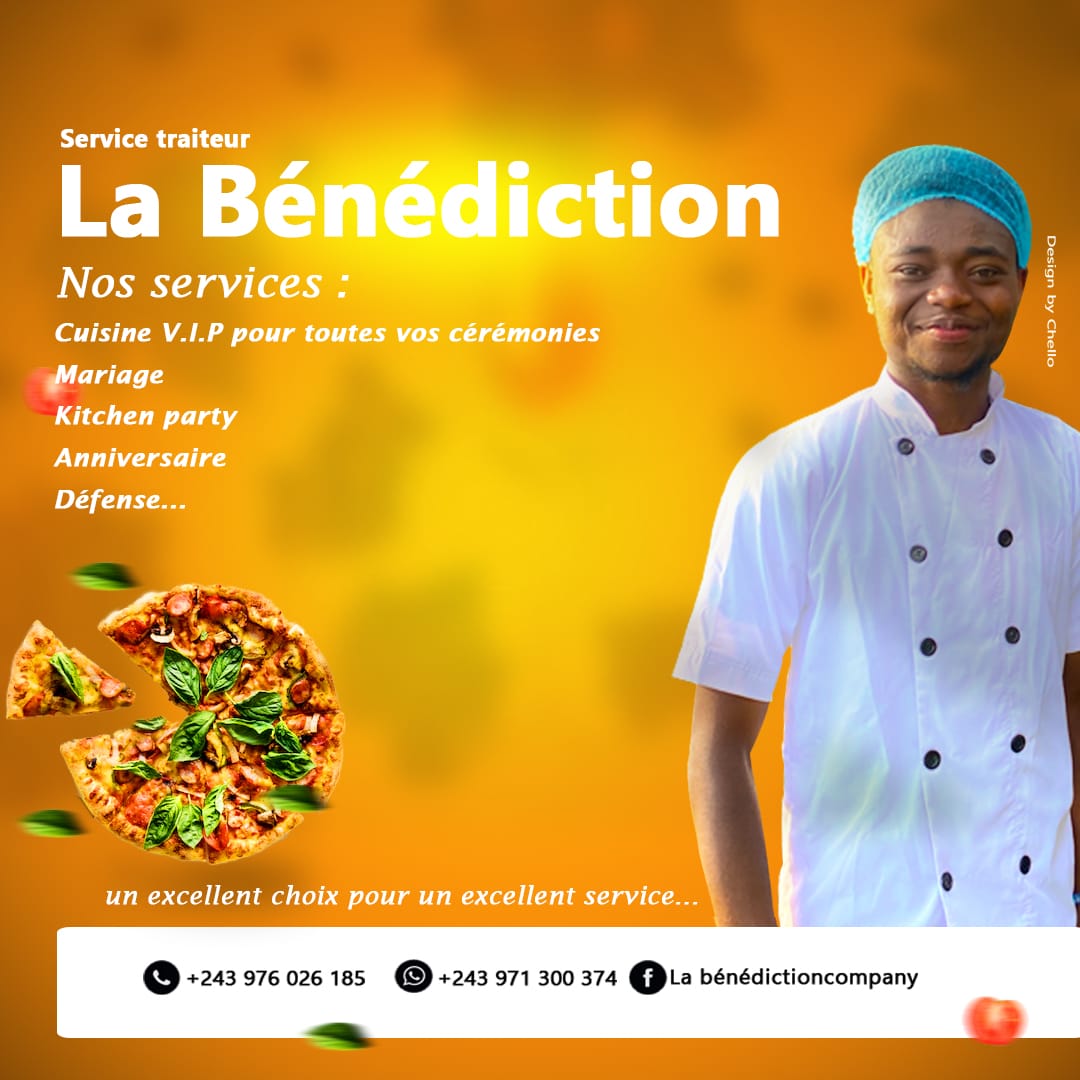 Service traiteur
La Bénédiction
Nos services :
Cuisine V.I.P pour toutes vos cérémonies
Mariage
Kitchen party
Anniversaire
Défense...
Design by Chello
un excellent choix pour un excellent service...
+243 976 026 185
+243 971 300 374
La bénédictioncompany